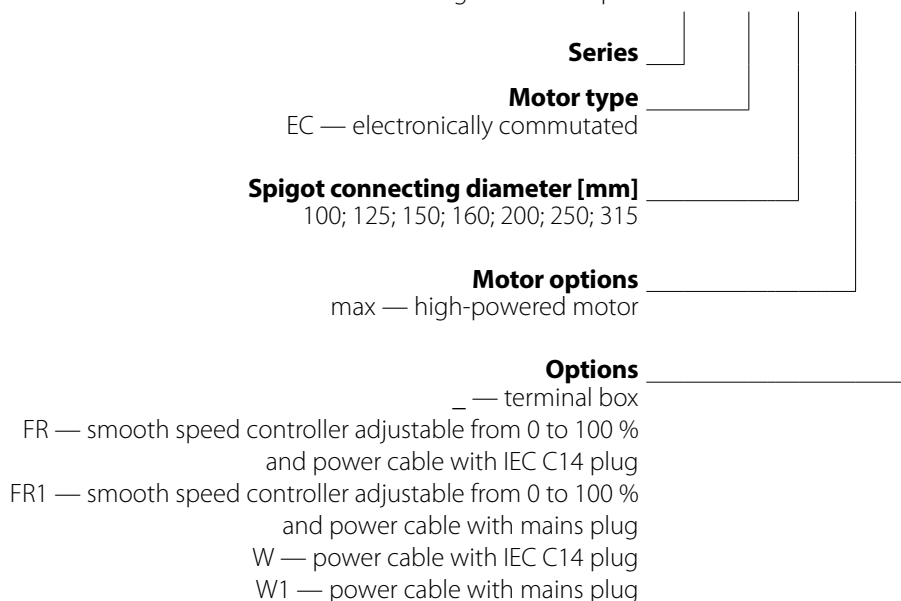 Series
Motor type
EC — electronically commutated
Spigot connecting diameter [mm]
100; 125; 150; 160; 200; 250; 315
Motor options
max — high-powered motor
Options
_ — terminal box
FR — smooth speed controller adjustable from 0 to 100 %
and power cable with IEC C14 plug
FR1 — smooth speed controller adjustable from 0 to 100 %
and power cable with mains plug
W — power cable with IEC C14 plug
W1 — power cable with mains plug